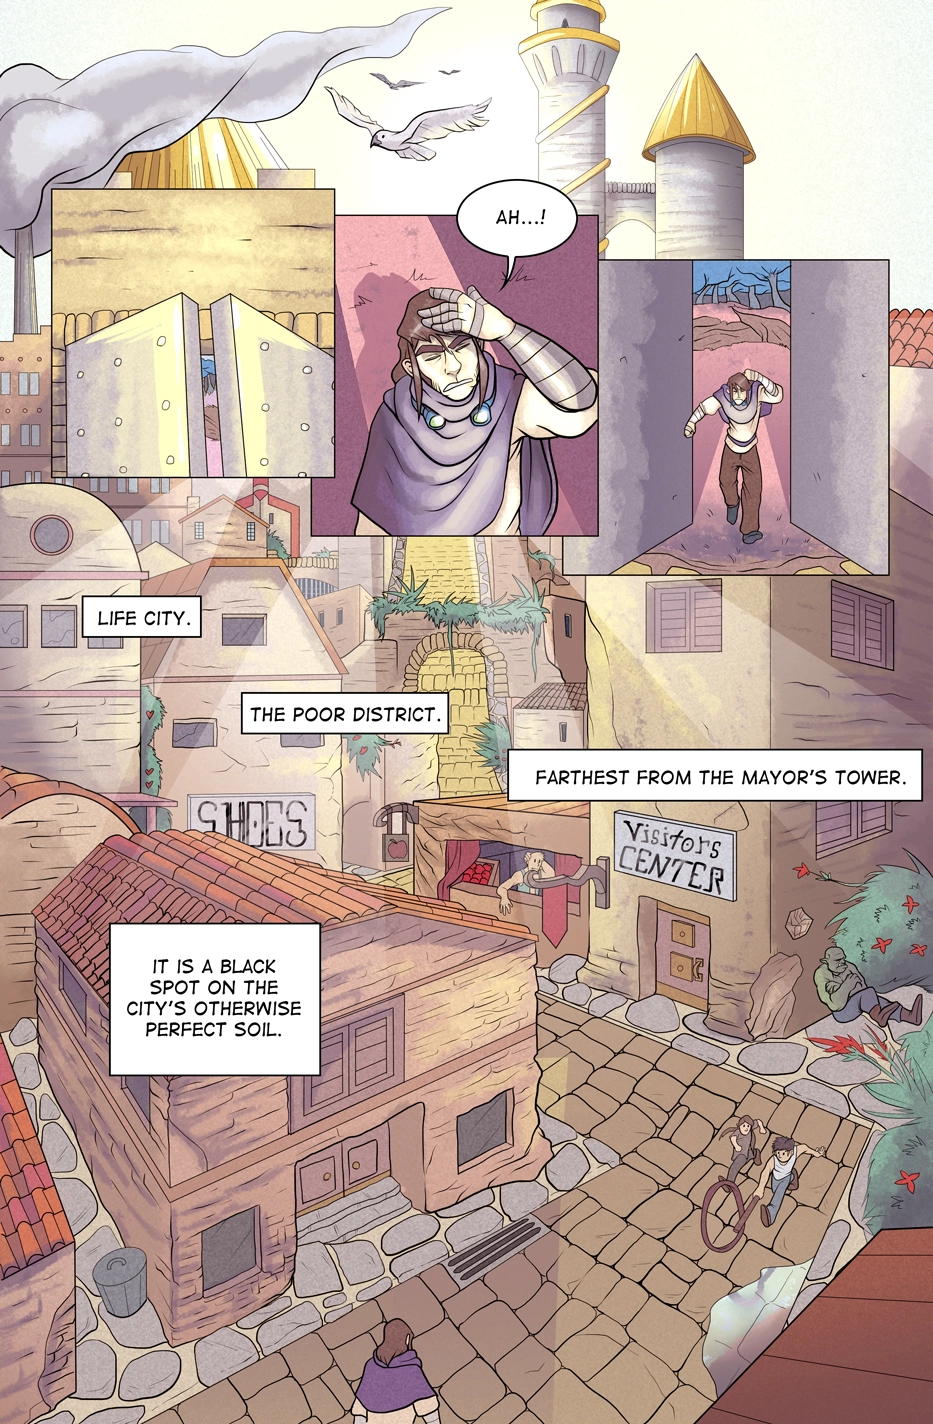 AH...!
LIFE CITY.
THE POOR DISTRICT.
FARTHEST FROM THE MAYOR'S TOWER.
SHOES
Visitors
CENTER
IT IS A BLACK
SPOT ON THE
CITY'S OTHERWISE
PERFECT SOIL.